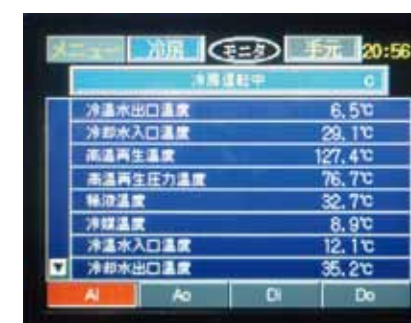 メニュー 冷房 モニタ 手元 20:56
冷房運転中 C
冷温水出口温度 6.5℃
冷却水入口温度 29.1℃
高温再生温度 127.4℃
高温再生圧力温度 76.7℃
稀液温度 32.7℃
冷媒温度 8.9℃
冷温水入口温度 12.1℃
▼ 冷却水出口温度 35.2℃
AI Ao Di Do